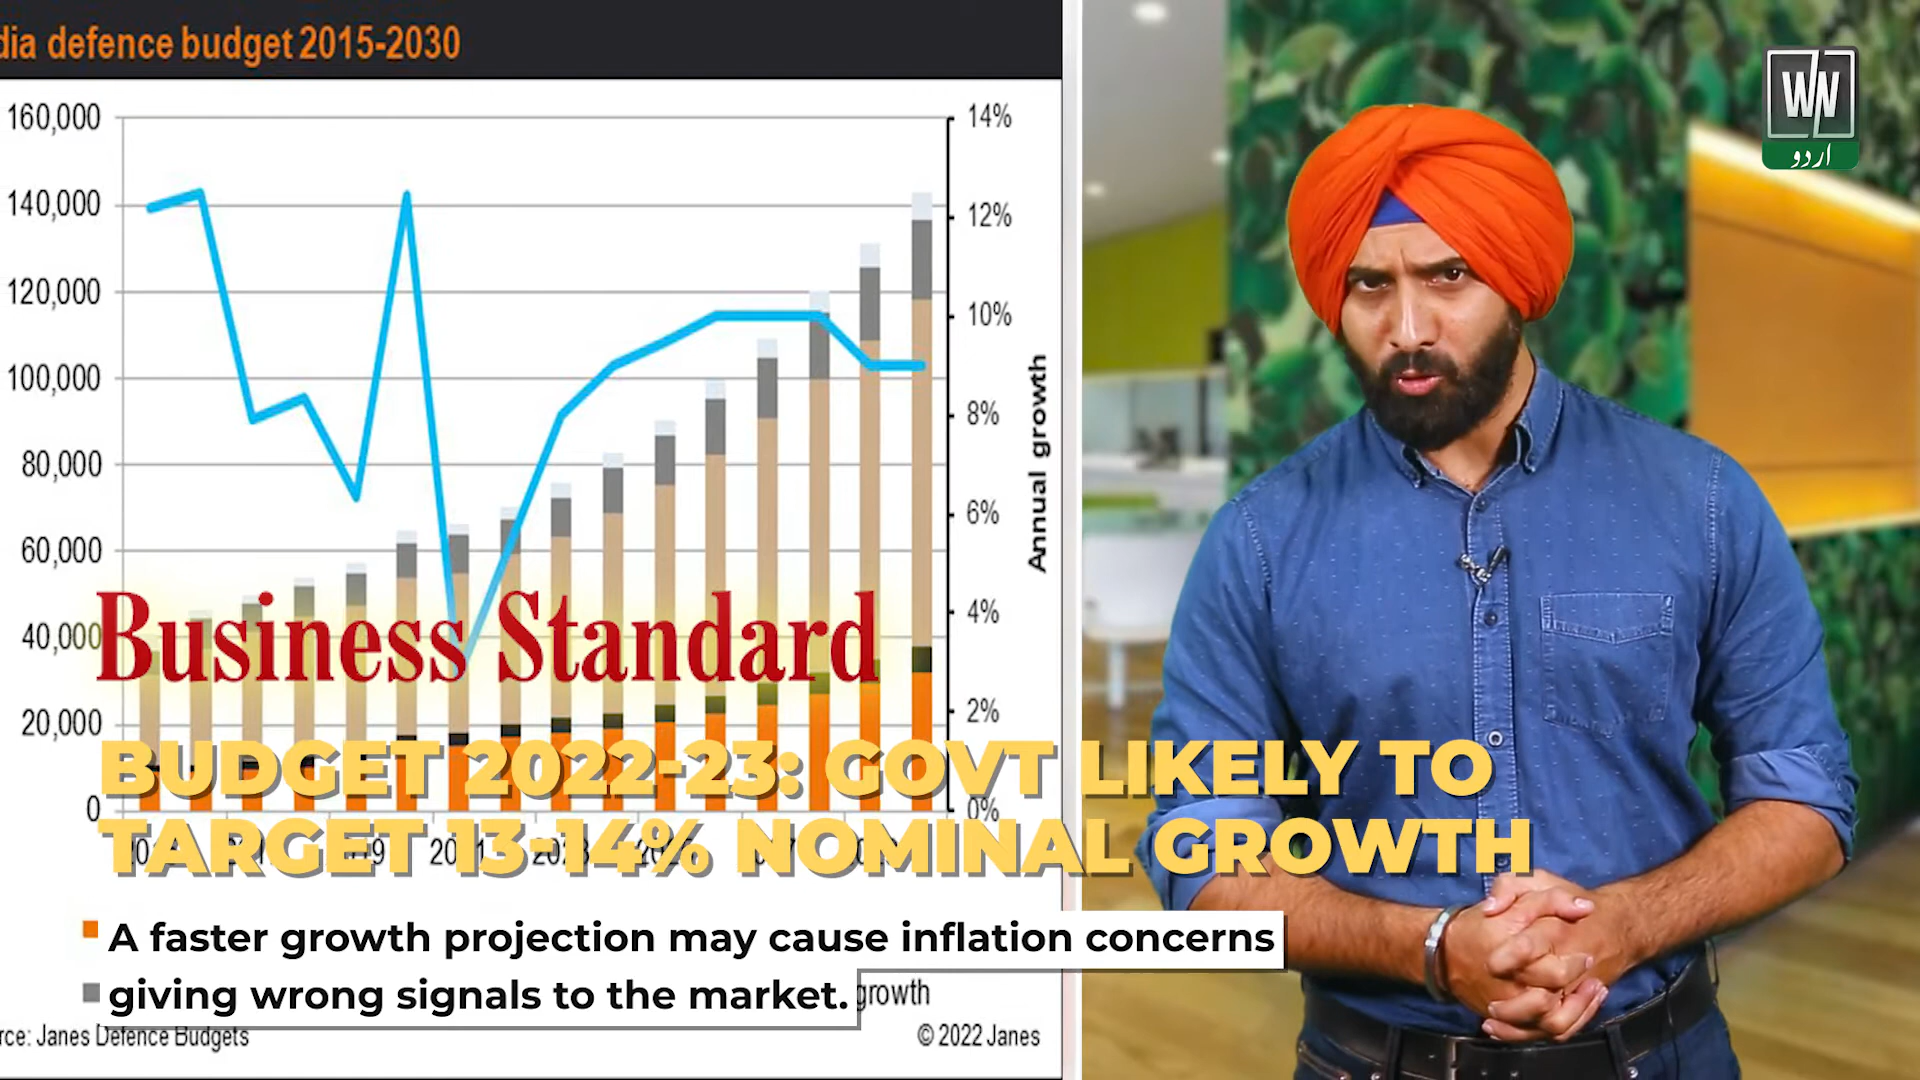 dia defence budget 2015-2030
160,000
140,000
120,000
100,000
80,000
60,000
40,000
20,000
0
14%
12%
10%
8%
6%
4%
2%
0%
Annual growth
WN
اردو
Business Standard
BUDGET 2022-23: GOVT LIKELY TO
TARGET 13-14% NOMINAL GROWTH
A faster growth projection may cause inflation concerns
giving wrong signals to the market.
growth
rce: Janes Defence Budgets
© 2022 Janes